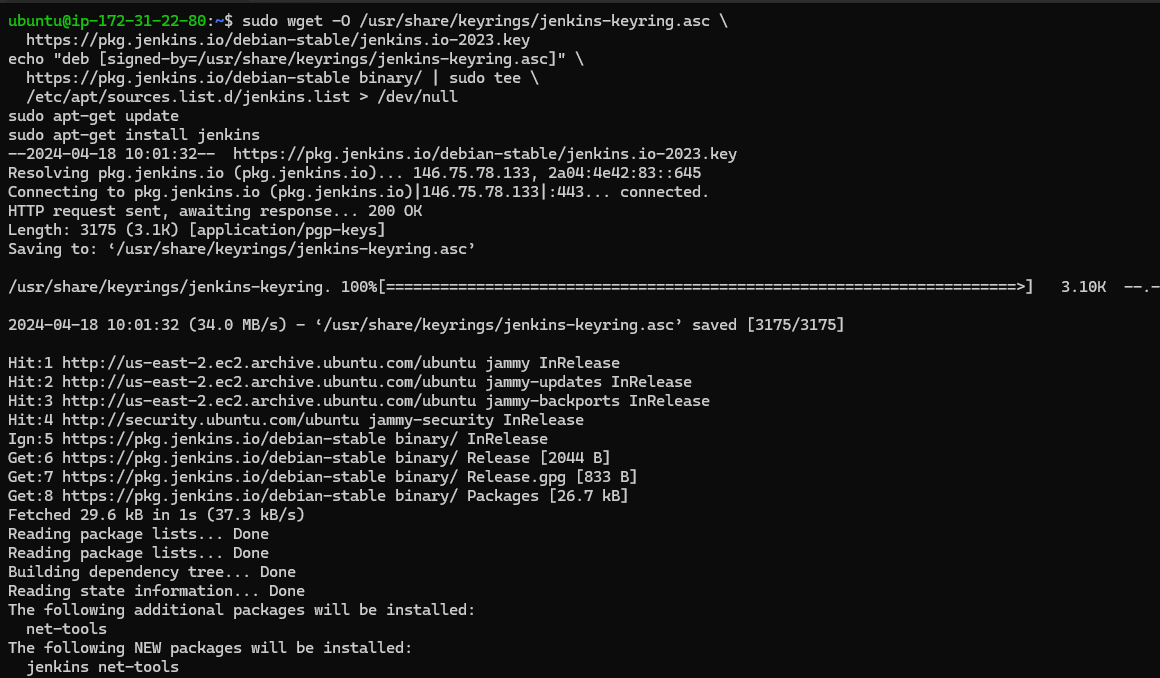 ubuntu@ip-172-31-22-80:~$ sudo wget -O /usr/share/keyrings/jenkins-keyring.asc \
  https://pkg.jenkins.io/debian-stable/jenkins.io-2023.key
echo "deb [signed-by=/usr/share/keyrings/jenkins-keyring.asc]" \
  https://pkg.jenkins.io/debian-stable binary/ | sudo tee \
  /etc/apt/sources.list.d/jenkins.list > /dev/null
sudo apt-get update
sudo apt-get install jenkins
--2024-04-18 10:01:32--  https://pkg.jenkins.io/debian-stable/jenkins.io-2023.key
Resolving pkg.jenkins.io (pkg.jenkins.io)... 146.75.78.133, 2a04:4e42:83::645
Connecting to pkg.jenkins.io (pkg.jenkins.io)|146.75.78.133|:443... connected.
HTTP request sent, awaiting response... 200 OK
Length: 3175 (3.1K) [application/pgp-keys]
Saving to: ‘/usr/share/keyrings/jenkins-keyring.asc’

/usr/share/keyrings/jenkins-keyring. 100%[======================================================================>]   3.10K  --.-

2024-04-18 10:01:32 (34.0 MB/s) - ‘/usr/share/keyrings/jenkins-keyring.asc’ saved [3175/3175]

Hit:1 http://us-east-2.ec2.archive.ubuntu.com/ubuntu jammy InRelease
Hit:2 http://us-east-2.ec2.archive.ubuntu.com/ubuntu jammy-updates InRelease
Hit:3 http://us-east-2.ec2.archive.ubuntu.com/ubuntu jammy-backports InRelease
Hit:4 http://security.ubuntu.com/ubuntu jammy-security InRelease
Ign:5 https://pkg.jenkins.io/debian-stable binary/ InRelease
Get:6 https://pkg.jenkins.io/debian-stable binary/ Release [2044 B]
Get:7 https://pkg.jenkins.io/debian-stable binary/ Release.gpg [833 B]
Get:8 https://pkg.jenkins.io/debian-stable binary/ Packages [26.7 kB]
Fetched 29.6 kB in 1s (37.3 kB/s)
Reading package lists... Done
Reading package lists... Done
Building dependency tree... Done
Reading state information... Done
The following additional packages will be installed:
  net-tools
The following NEW packages will be installed:
  jenkins net-tools